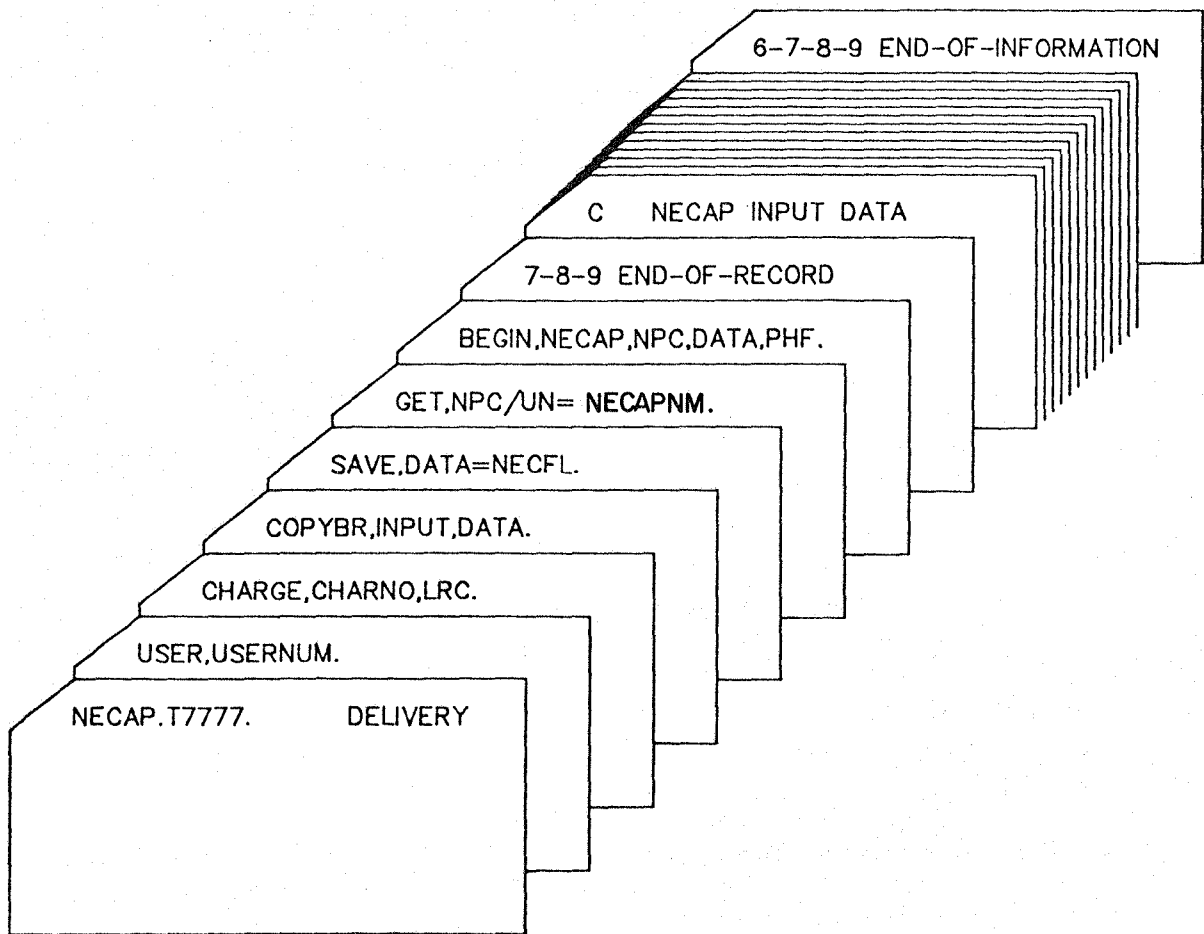 6-7-8-9 END-OF-INFORMATION
C NECAP INPUT DATA
7-8-9 END-OF-RECORD
BEGIN,NECAP,NPC,DATA,PHF.
GET,NPC/UN= NECAPNM.
SAVE,DATA=NECFL.
COPYBR,INPUT,DATA.
CHARGE,CHARNO,LRC.
USER,USERNUM.
NECAP.T7777. DELIVERY